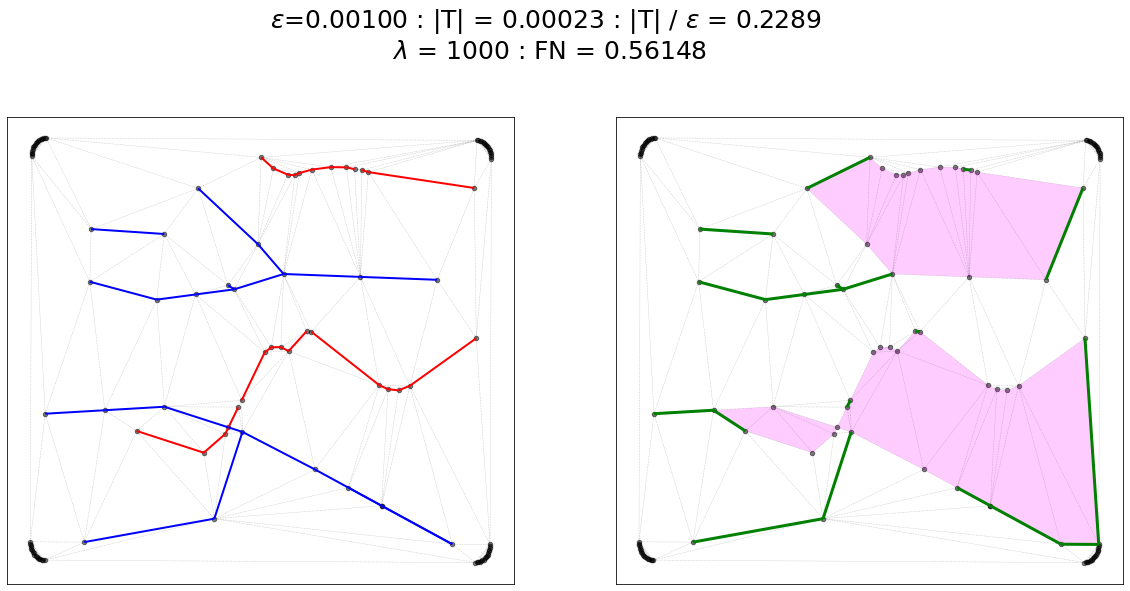 ε=0.00100 : |T| = 0.00023 : |T| / ε = 0.2289
λ = 1000 : FN = 0.56148